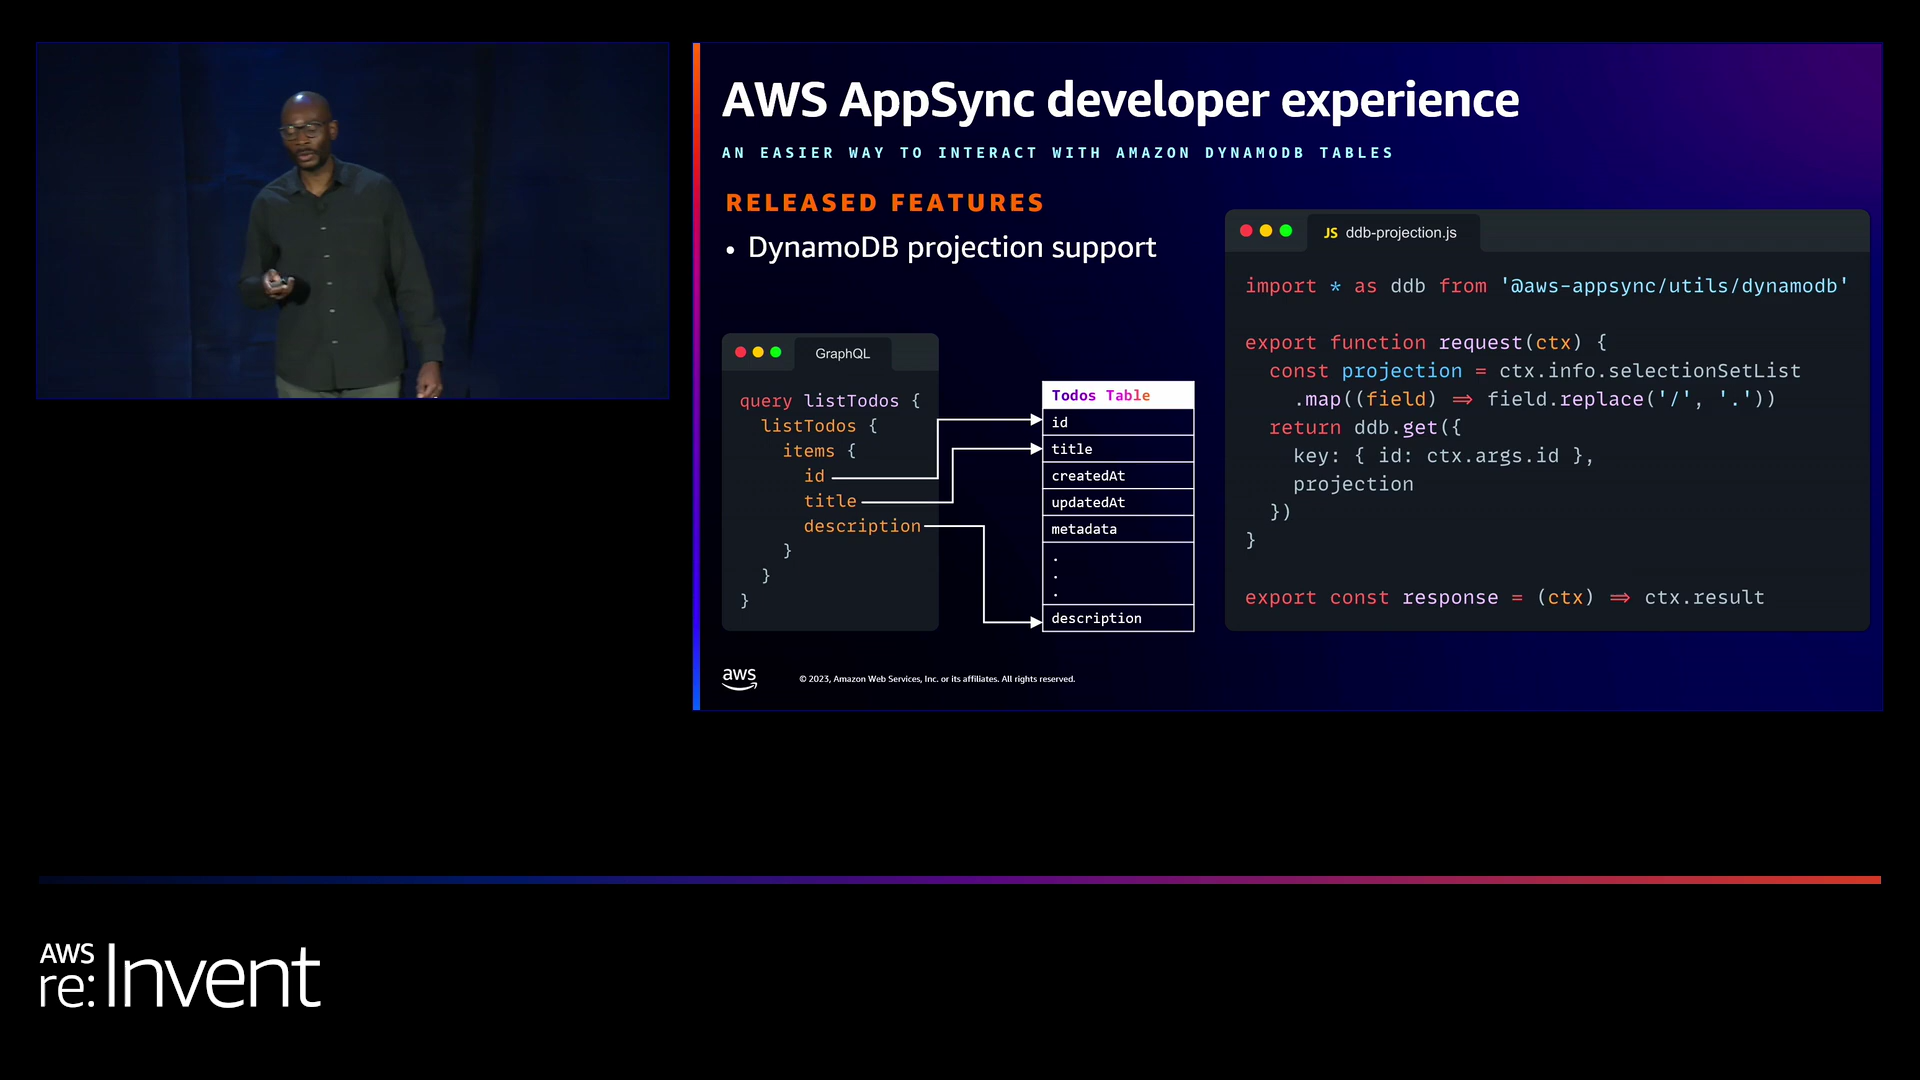 AWS AppSync developer experience
AN EASIER WAY TO INTERACT WITH AMAZON DYNAMODB TABLES
RELEASED FEATURES
• DynamoDB projection support
GraphQL
query listTodos {
listTodos {
items {
id
title
description
}
}
}
Todos Table
id
title
createdAt
updatedAt
metadata
.
.
.
description
JS ddb-projection.js
import * as ddb from '@aws-appsync/utils/dynamodb'
export function request(ctx) {
const projection = ctx.info.selectionSetList
.map((field) => field.replace('/', '.'))
return ddb.get({
key: { id: ctx.args.id },
projection
})
}
export const response = (ctx) => ctx.result
aws
© 2023, Amazon Web Services, Inc. or its affiliates. All rights reserved.
AWS
re:Invent